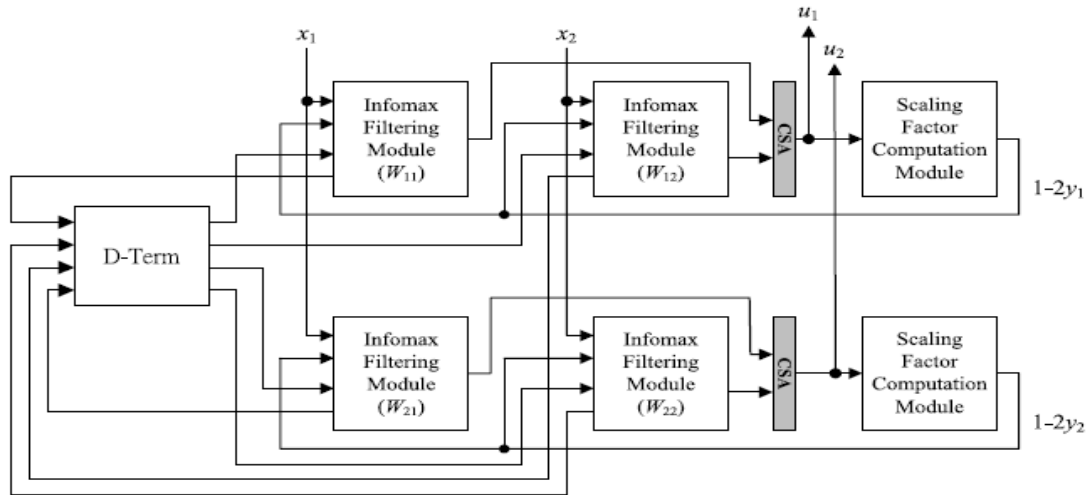 x1
x2
u1
u2
Infomax
Filtering
Module
(W11)
Infomax
Filtering
Module
(W12)
CSA
Scaling
Factor
Computation
Module
1–2y1
D-Term
Infomax
Filtering
Module
(W21)
Infomax
Filtering
Module
(W22)
CSA
Scaling
Factor
Computation
Module
1–2y2